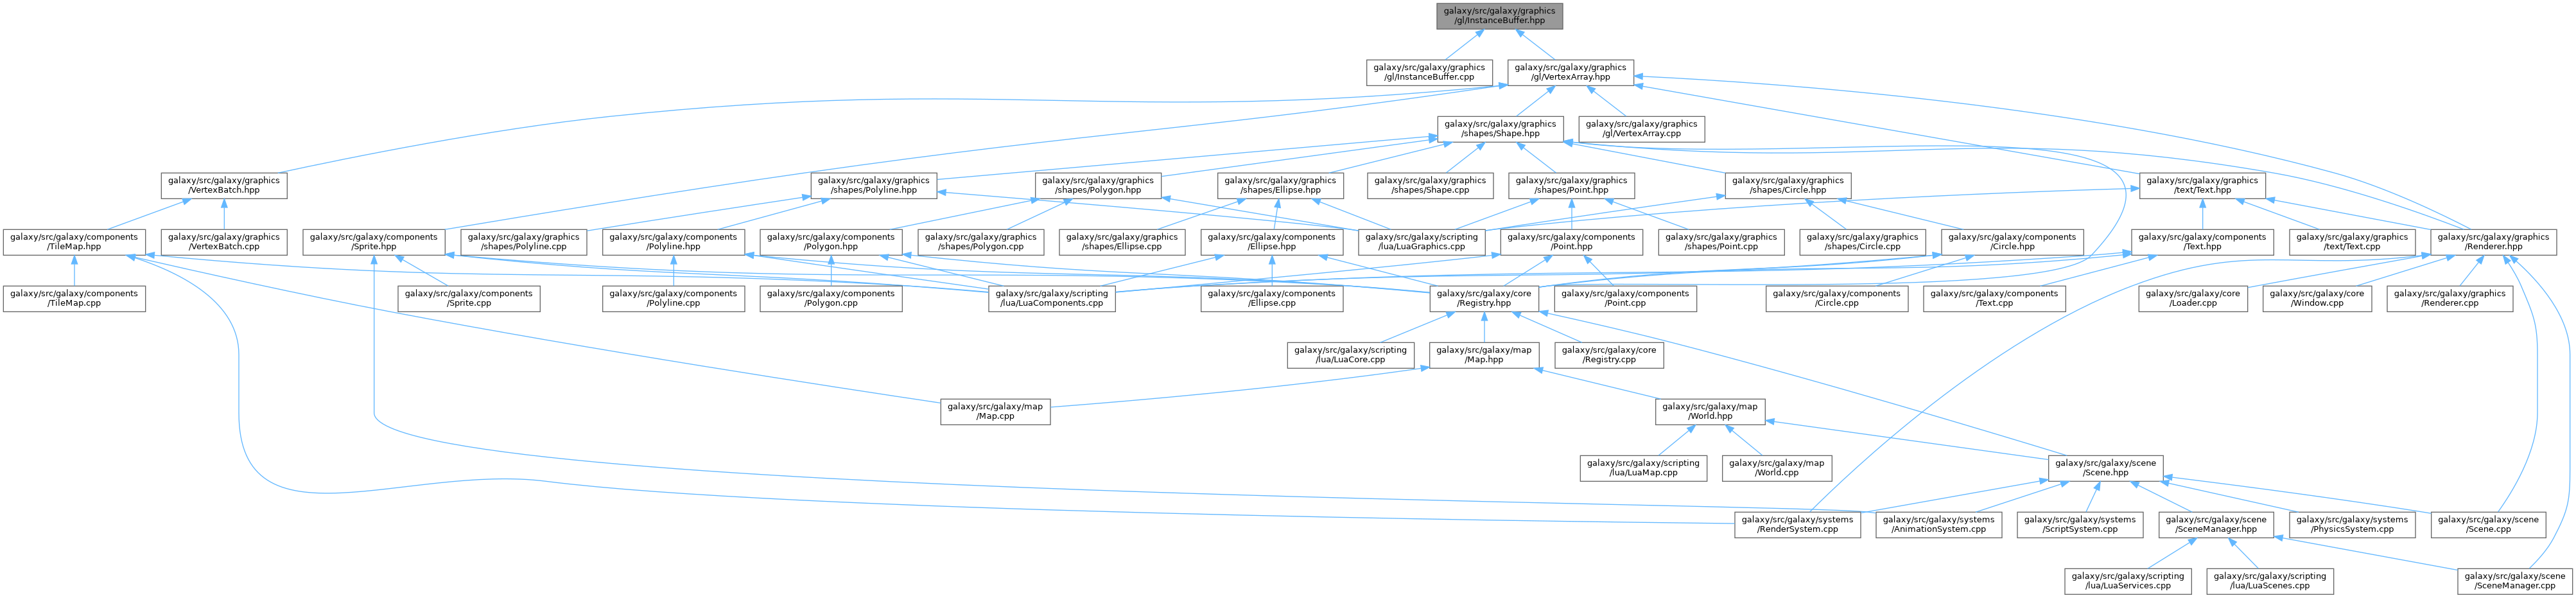 galaxy/src/galaxy/graphics
/gl/InstanceBuffer.hpp
galaxy/src/galaxy/graphics
/gl/InstanceBuffer.cpp
galaxy/src/galaxy/graphics
/gl/VertexArray.hpp
galaxy/src/galaxy/graphics
/shapes/Shape.hpp
galaxy/src/galaxy/graphics
/gl/VertexArray.cpp
galaxy/src/galaxy/graphics
/VertexBatch.hpp
galaxy/src/galaxy/graphics
/shapes/Polyline.hpp
galaxy/src/galaxy/graphics
/shapes/Polygon.hpp
galaxy/src/galaxy/graphics
/shapes/Ellipse.hpp
galaxy/src/galaxy/graphics
/shapes/Shape.cpp
galaxy/src/galaxy/graphics
/shapes/Point.hpp
galaxy/src/galaxy/graphics
/shapes/Circle.hpp
galaxy/src/galaxy/graphics
/text/Text.hpp
galaxy/src/galaxy/components
/TileMap.hpp
galaxy/src/galaxy/graphics
/VertexBatch.cpp
galaxy/src/galaxy/components
/Sprite.hpp
galaxy/src/galaxy/graphics
/shapes/Polyline.cpp
galaxy/src/galaxy/components
/Polyline.hpp
galaxy/src/galaxy/components
/Polygon.hpp
galaxy/src/galaxy/graphics
/shapes/Polygon.cpp
galaxy/src/galaxy/graphics
/shapes/Ellipse.cpp
galaxy/src/galaxy/components
/Ellipse.hpp
galaxy/src/galaxy/scripting
/lua/LuaGraphics.cpp
galaxy/src/galaxy/components
/Point.hpp
galaxy/src/galaxy/graphics
/shapes/Point.cpp
galaxy/src/galaxy/graphics
/shapes/Circle.cpp
galaxy/src/galaxy/components
/Circle.hpp
galaxy/src/galaxy/components
/Text.hpp
galaxy/src/galaxy/graphics
/text/Text.cpp
galaxy/src/galaxy/graphics
/Renderer.hpp
galaxy/src/galaxy/components
/TileMap.cpp
galaxy/src/galaxy/components
/Sprite.cpp
galaxy/src/galaxy/components
/Polyline.cpp
galaxy/src/galaxy/components
/Polygon.cpp
galaxy/src/galaxy/scripting
/lua/LuaComponents.cpp
galaxy/src/galaxy/components
/Ellipse.cpp
galaxy/src/galaxy/core
/Registry.hpp
galaxy/src/galaxy/components
/Point.cpp
galaxy/src/galaxy/components
/Circle.cpp
galaxy/src/galaxy/components
/Text.cpp
galaxy/src/galaxy/core
/Loader.cpp
galaxy/src/galaxy/core
/Window.cpp
galaxy/src/galaxy/graphics
/Renderer.cpp
galaxy/src/galaxy/scripting
/lua/LuaCore.cpp
galaxy/src/galaxy/map
/Map.hpp
galaxy/src/galaxy/core
/Registry.cpp
galaxy/src/galaxy/map
/Map.cpp
galaxy/src/galaxy/map
/World.hpp
galaxy/src/galaxy/scripting
/lua/LuaMap.cpp
galaxy/src/galaxy/map
/World.cpp
galaxy/src/galaxy/scene
/Scene.hpp
galaxy/src/galaxy/systems
/RenderSystem.cpp
galaxy/src/galaxy/systems
/AnimationSystem.cpp
galaxy/src/galaxy/systems
/ScriptSystem.cpp
galaxy/src/galaxy/scene
/SceneManager.hpp
galaxy/src/galaxy/systems
/PhysicsSystem.cpp
galaxy/src/galaxy/scene
/Scene.cpp
galaxy/src/galaxy/scripting
/lua/LuaServices.cpp
galaxy/src/galaxy/scripting
/lua/LuaScenes.cpp
galaxy/src/galaxy/scene
/SceneManager.cpp